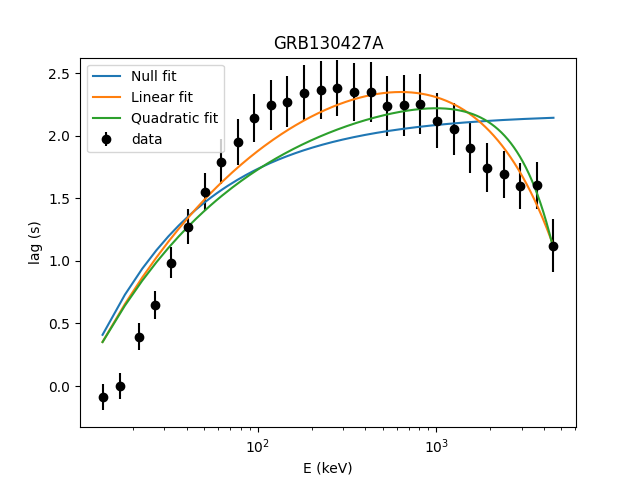 GRB130427A
Null fit
Linear fit
Quadratic fit
data
2.5
2.0
1.5
1.0
0.5
0.0
lag (s)
10²
10³
E (keV)